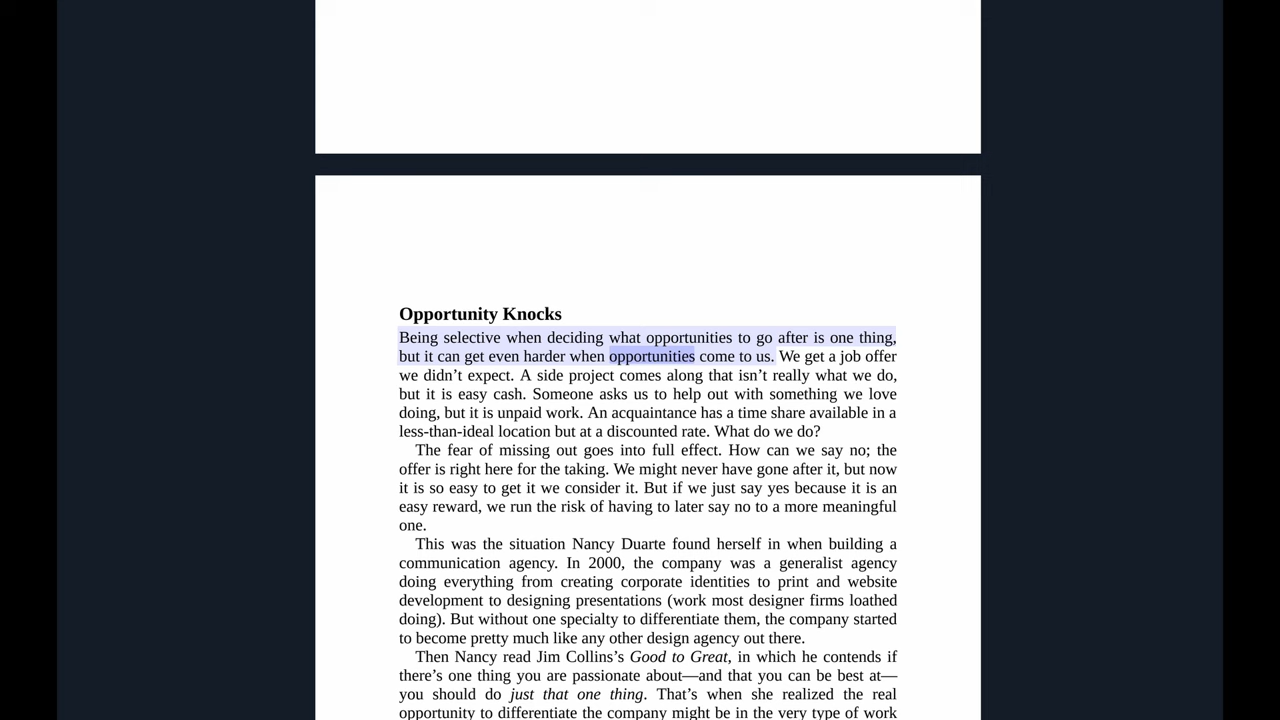 Opportunity Knocks
Being selective when deciding what opportunities to go after is one thing,
but it can get even harder when opportunities come to us. We get a job offer
we didn’t expect. A side project comes along that isn’t really what we do,
but it is easy cash. Someone asks us to help out with something we love
doing, but it is unpaid work. An acquaintance has a time share available in a
less-than-ideal location but at a discounted rate. What do we do?
The fear of missing out goes into full effect. How can we say no; the
offer is right here for the taking. We might never have gone after it, but now
it is so easy to get it we consider it. But if we just say yes because it is an
easy reward, we run the risk of having to later say no to a more meaningful
one.
This was the situation Nancy Duarte found herself in when building a
communication agency. In 2000, the company was a generalist agency
doing everything from creating corporate identities to print and website
development to designing presentations (work most designer firms loathed
doing). But without one specialty to differentiate them, the company started
to become pretty much like any other design agency out there.
Then Nancy read Jim Collins’s Good to Great, in which he contends if
there’s one thing you are passionate about—and that you can be best at—
you should do just that one thing. That’s when she realized the real
opportunity to differentiate the company might be in the very type of work